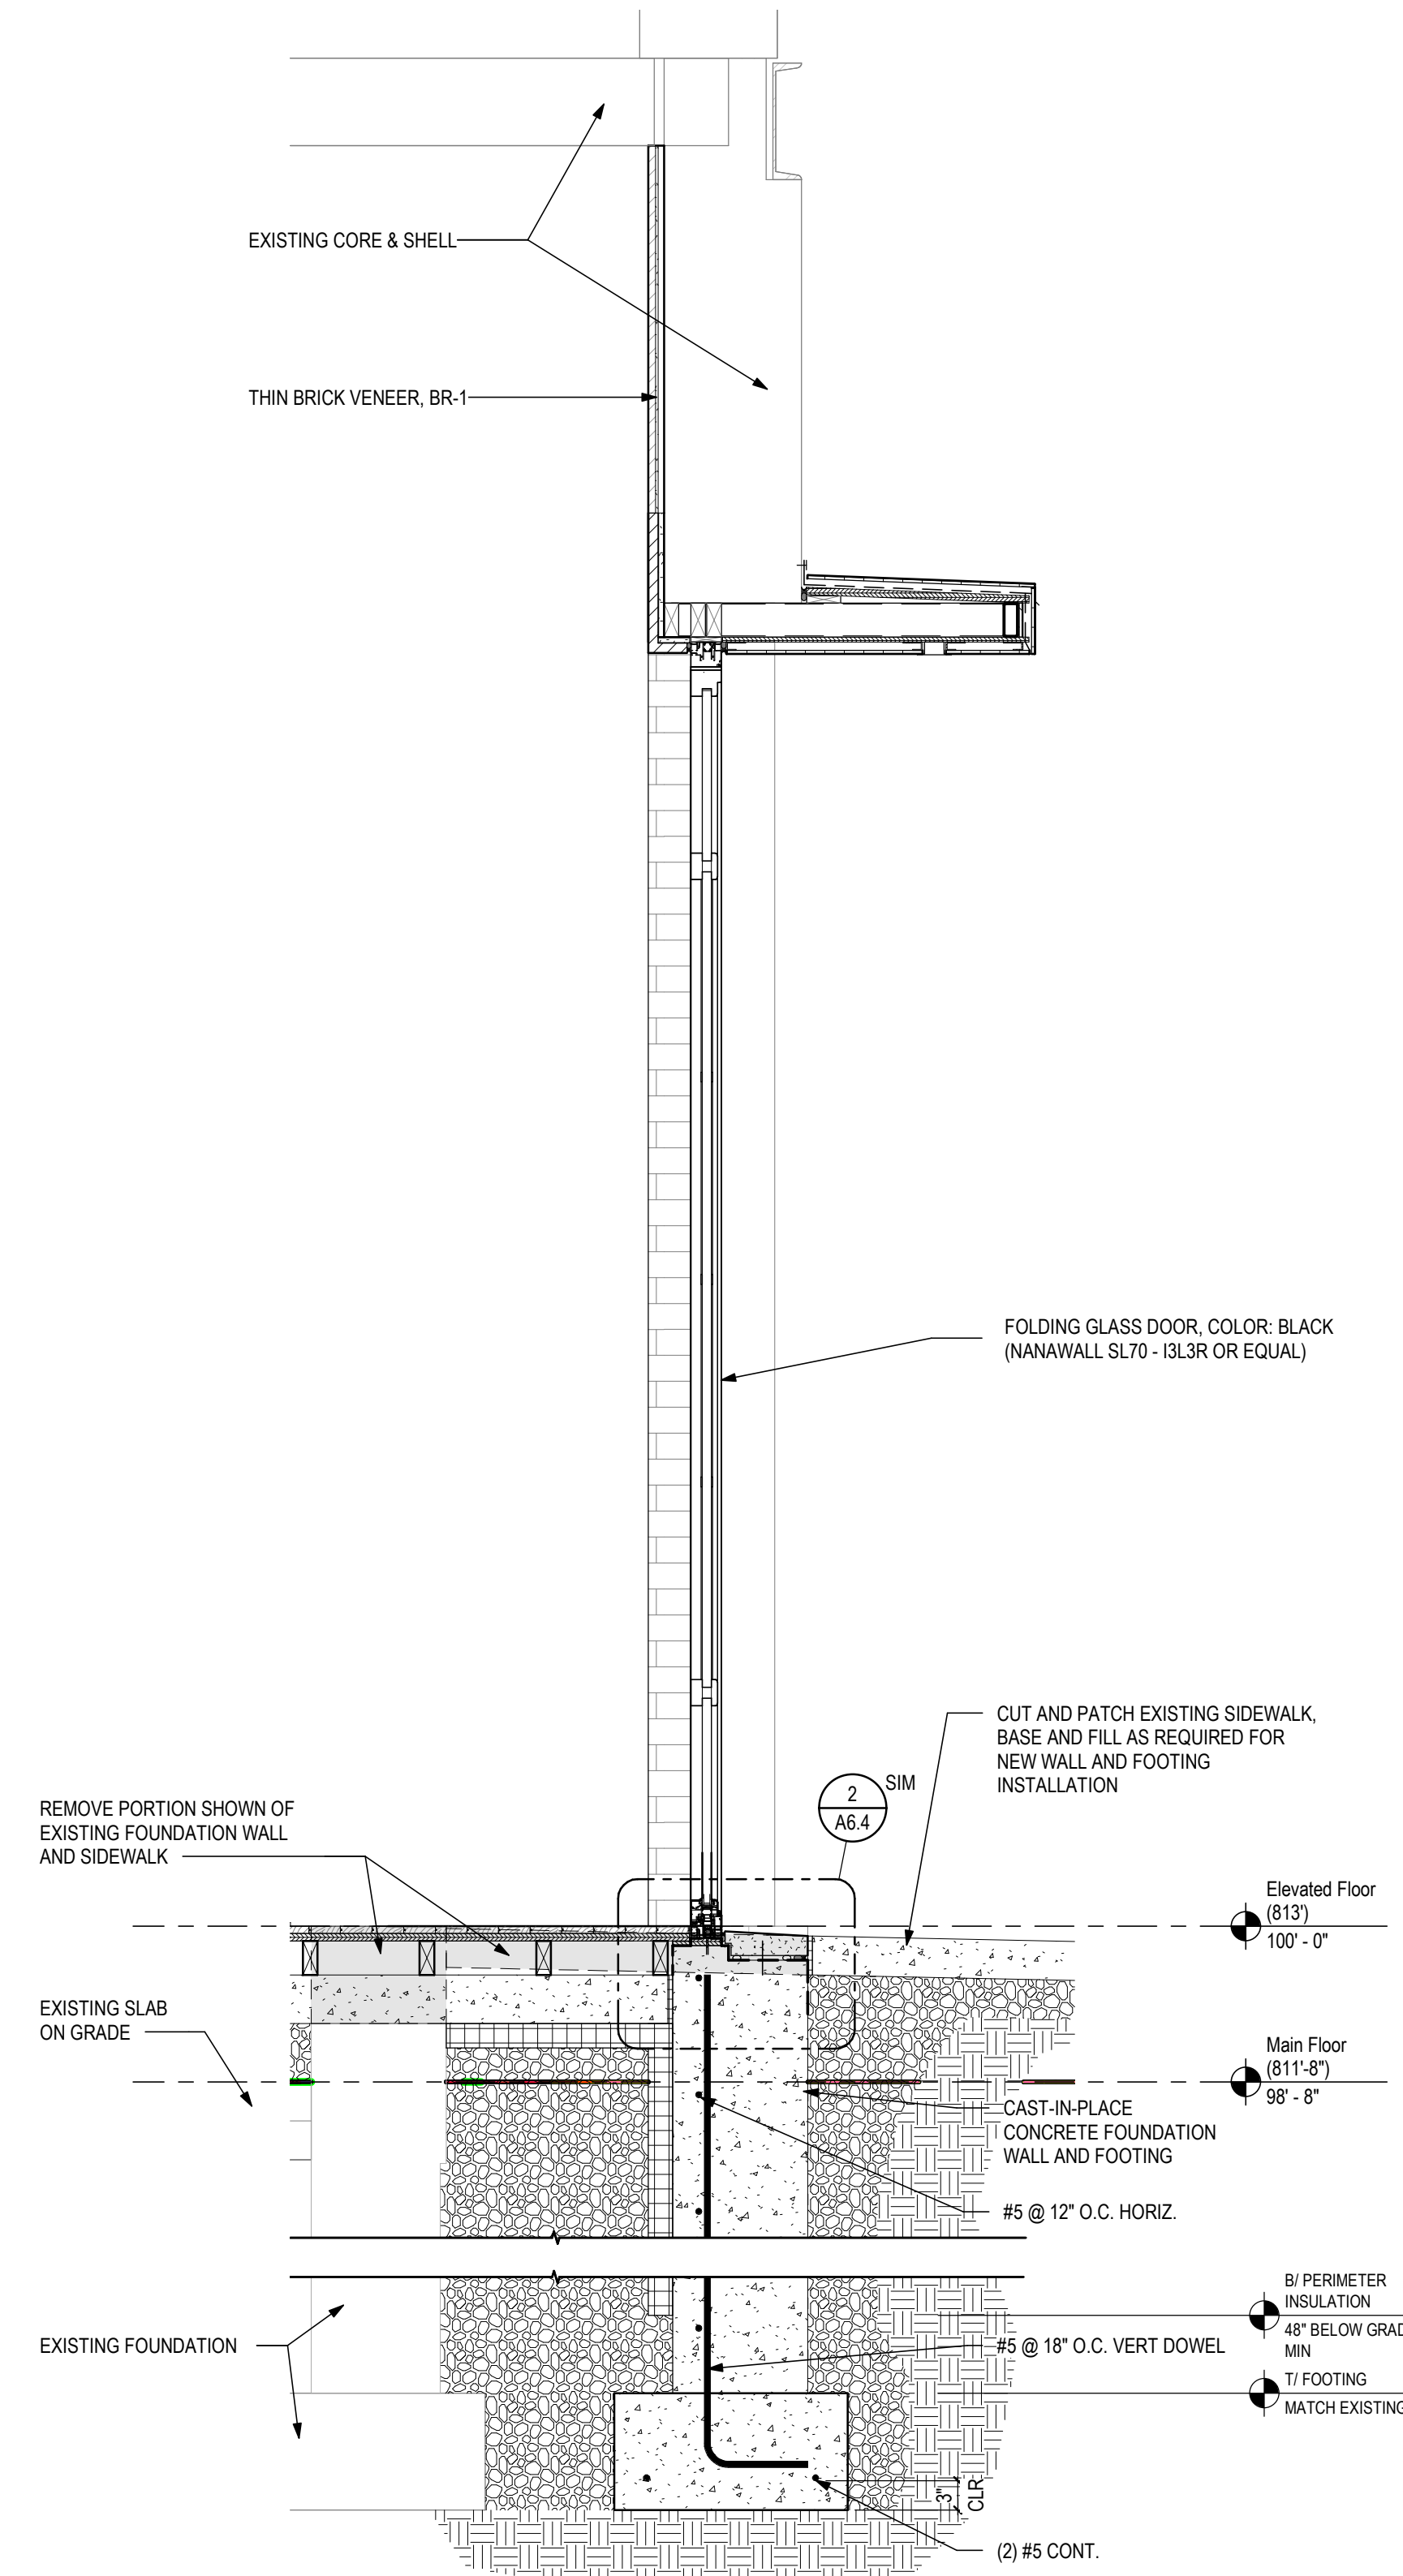 EXISTING CORE & SHELL
THIN BRICK VENEER, BR-1
FOLDING GLASS DOOR, COLOR: BLACK
(NANAWALL SL70 - I3L3R OR EQUAL)
CUT AND PATCH EXISTING SIDEWALK,
BASE AND FILL AS REQUIRED FOR
NEW WALL AND FOOTING
INSTALLATION
2
SIM
A6.4
REMOVE PORTION SHOWN OF
EXISTING FOUNDATION WALL
AND SIDEWALK
Elevated Floor
(813')
100' - 0"
EXISTING SLAB
ON GRADE
Main Floor
(811'-8")
98' - 8"
CAST-IN-PLACE
CONCRETE FOUNDATION
WALL AND FOOTING
#5 @ 12" O.C. HORIZ.
B/ PERIMETER
INSULATION
48" BELOW GRAD
MIN
EXISTING FOUNDATION
#5 @ 18" O.C. VERT DOWEL
T/ FOOTING
MATCH EXISTING
3"
CLR
(2) #5 CONT.